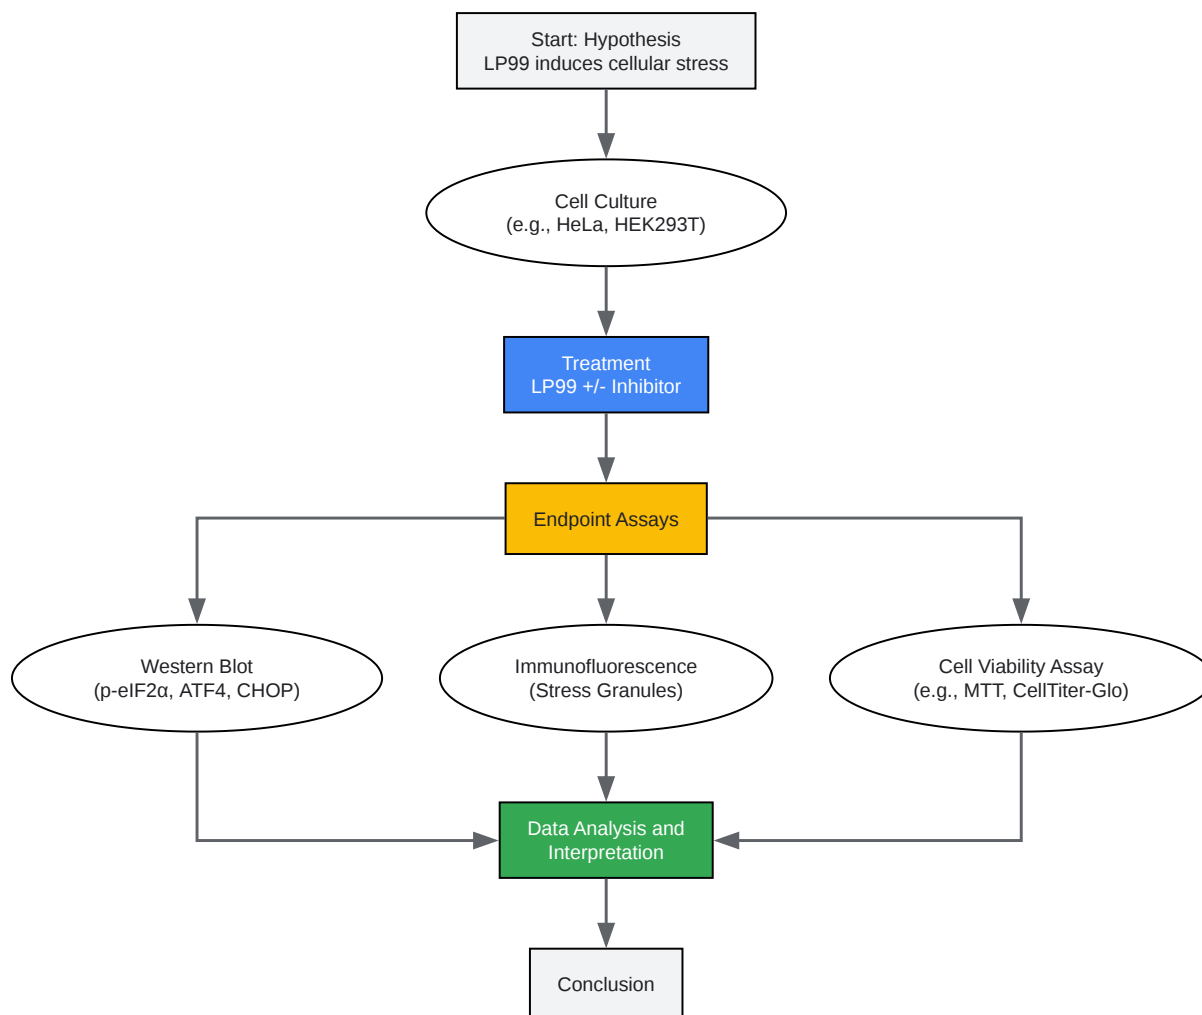 Start: Hypothesis
LP99 induces cellular stress
Cell Culture
(e.g., HeLa, HEK293T)
Treatment
LP99 +/- Inhibitor
Endpoint Assays
Western Blot
(p-eIF2α, ATF4, CHOP)
Immunofluorescence
(Stress Granules)
Cell Viability Assay
(e.g., MTT, CellTiter-Glo)
Data Analysis and
Interpretation
Conclusion